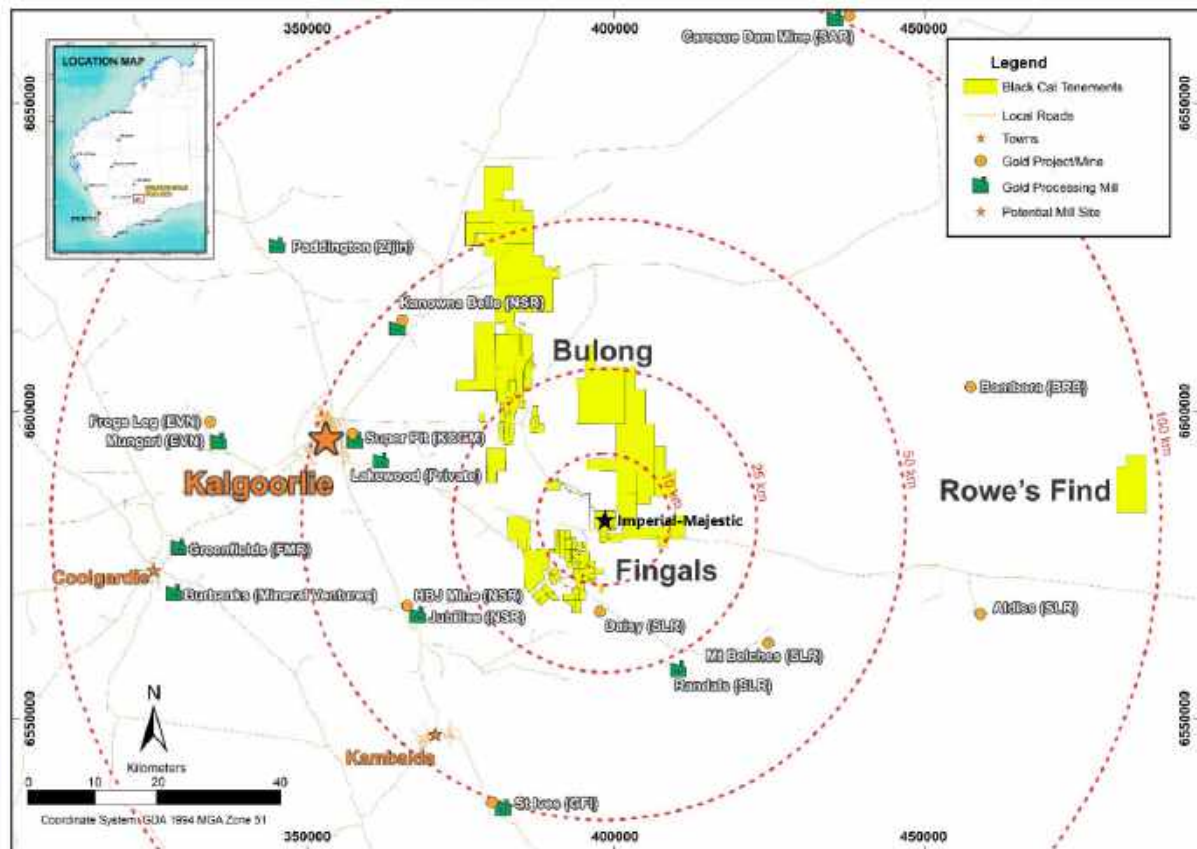 350000
400000
450000
Carosue Dam Mine (SAR)
LOCATION MAP
Legend
Black Cat Tenements
Local Roads
Towns
Gold Project/Mine
Gold Processing Mill
Potential Mill Site
6650000
6650000
Paddington (Zijin)
Kanowna Belle (NSR)
Bulong
Bombora (BRB)
6600000
6600000
Frogs Leg (EVN)
Mungari (EVN)
Super Pit (KCGM)
Lakewood (Private)
Kalgoorlie
10 km
25 km
50 km
100 km
Rowe's Find
Imperial-Majestic
Greenfields (FMR)
Coolgardie
Fingals
Burbanks (Mineral Ventures)
HBJ Mine (NSR)
Jubilee (NSR)
Daisy (SLR)
Aldiss (SLR)
Mt Belches (SLR)
Randals (SLR)
6550000
6550000
N
Kilometers
Kambalda
0 10 20 40
St Ives (GFI)
Coordinate System: GDA 1994 MGA Zone 51
350000
400000
450000